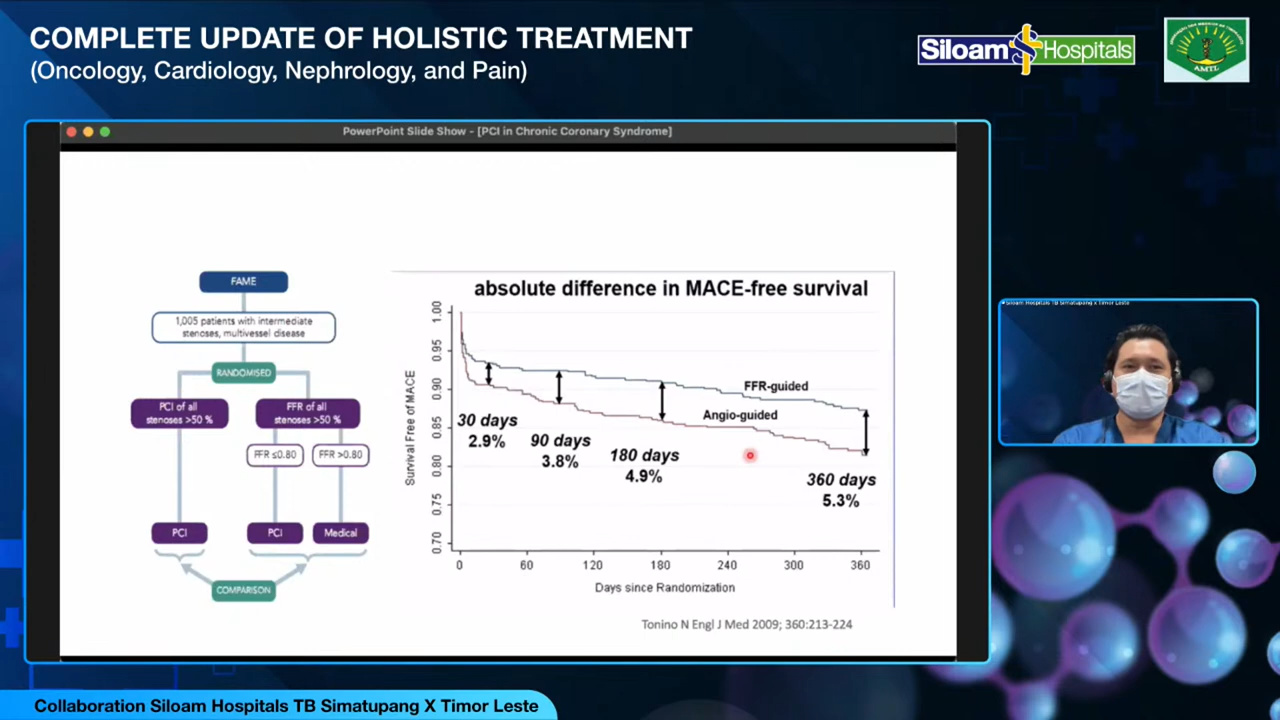 COMPLETE UPDATE OF HOLISTIC TREATMENT
(Oncology, Cardiology, Nephrology, and Pain)
Siloam Hospitals
AMTL
PowerPoint Slide Show - [PCI in Chronic Coronary Syndrome]
FAME
1,005 patients with intermediate
stenoses, multivessel disease
RANDOMISED
PCI of all
stenoses >50 %
FFR of all
stenoses >50 %
FFR ≤0.80
FFR >0.80
PCI
PCI
Medical
COMPARISON
absolute difference in MACE-free survival
Survival Free of MACE
1.00
0.95
0.90
0.85
0.80
0.75
0.70
FFR-guided
Angio-guided
30 days
2.9%
90 days
3.8%
180 days
4.9%
360 days
5.3%
0
60
120
180
240
300
360
Days since Randomization
Tonino N Engl J Med 2009; 360:213-224
Siloam Hospitals TB Simatupang X Timor Leste
Collaboration Siloam Hospitals TB Simatupang X Timor Leste